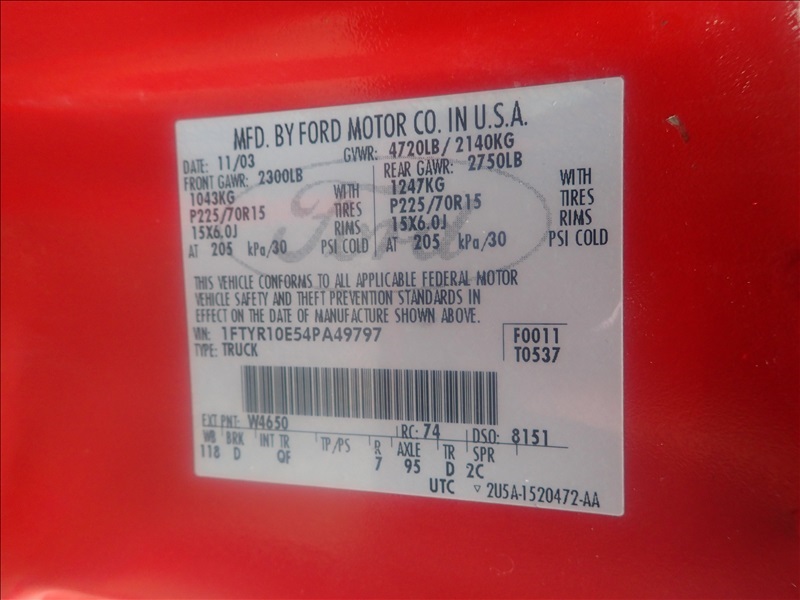 MFD. BY FORD MOTOR CO. IN U.S.A.
DATE: 11/03 GVWR: 4720LB/ 2140KG
FRONT GAWR: 2300LB REAR GAWR: 2750LB
1043KG WITH 1247KG WITH
P225/70R15 TIRES P225/70R15 TIRES
15X6.0J RIMS 15X6.0J RIMS
AT 205 kPa/30 PSI COLD AT 205 kPa/30 PSI COLD
Ford
THIS VEHICLE CONFORMS TO ALL APPLICABLE FEDERAL MOTOR
VEHICLE SAFETY AND THEFT PREVENTION STANDARDS IN
EFFECT ON THE DATE OF MANUFACTURE SHOWN ABOVE.
VIN: 1FTYR10E54PA49797 F0011
TYPE: TRUCK T0537
EXT PNT: W4650 RC: 74 DSO: 8151
WB BRK INT TR TP/PS R AXLE TR SPR
118 D QF 7 95 D 2C
UTC ▽ 2U5A-1520472-AA